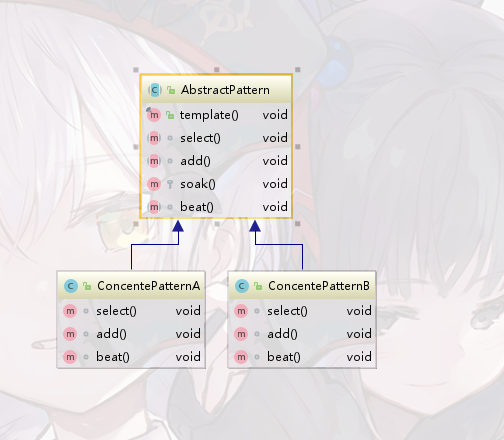 AbstractPattern
template() void
select() void
add() void
soak() void
beat() void
ConcentePatternA
select() void
add() void
beat() void
ConcentePatternB
select() void
add() void
beat() void